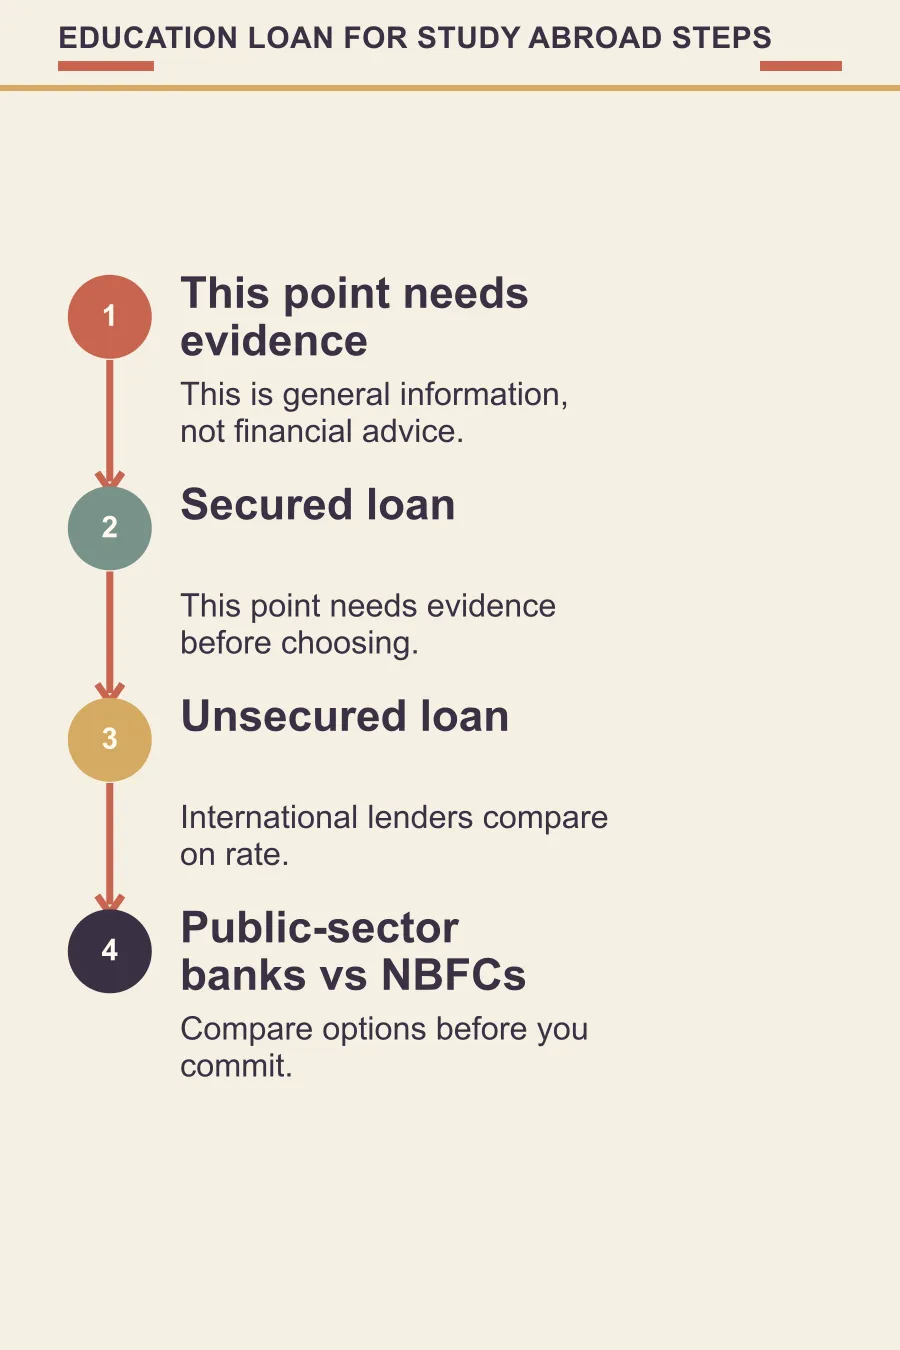 EDUCATION LOAN FOR STUDY ABROAD STEPS
1
This point needs
evidence
This is general information,
not financial advice.
2
Secured loan
This point needs evidence
before choosing.
3
Unsecured loan
International lenders compare
on rate.
4
Public-sector
banks vs NBFCs
Compare options before you
commit.